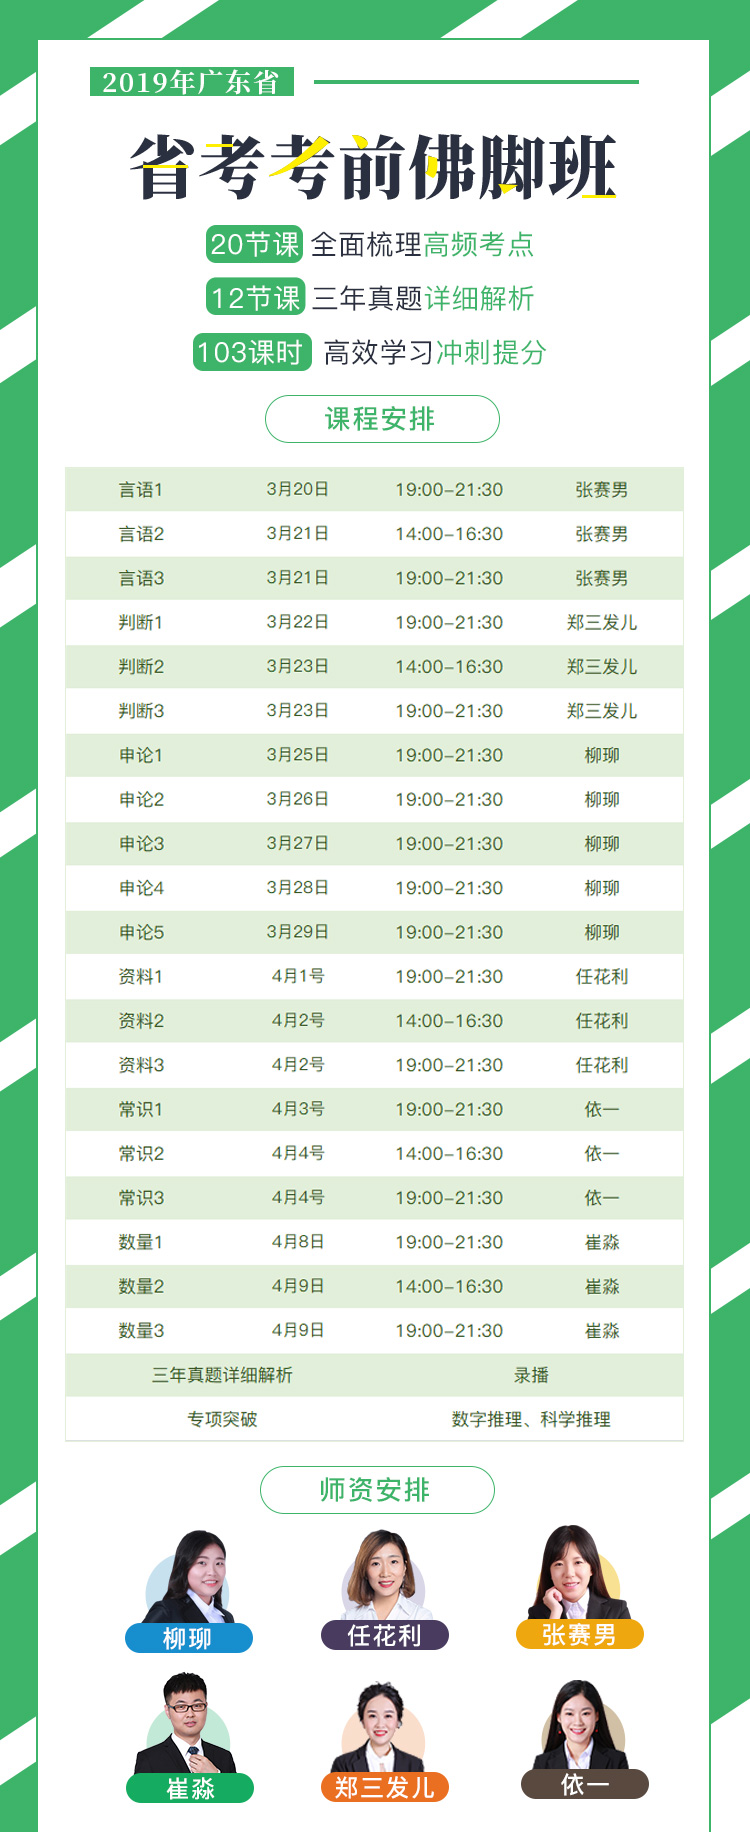 2019年广东省
省考考前佛脚班
20节课 全面梳理高频考点
12节课 三年真题详细解析
103课时 高效学习冲刺提分
课程安排
言语1 3月20日 19:00-21:30 张赛男
言语2 3月21日 14:00-16:30 张赛男
言语3 3月21日 19:00-21:30 张赛男
判断1 3月22日 19:00-21:30 郑三发儿
判断2 3月23日 14:00-16:30 郑三发儿
判断3 3月23日 19:00-21:30 郑三发儿
申论1 3月25日 19:00-21:30 柳聊
申论2 3月26日 19:00-21:30 柳聊
申论3 3月27日 19:00-21:30 柳聊
申论4 3月28日 19:00-21:30 柳聊
申论5 3月29日 19:00-21:30 柳聊
资料1 4月1号 19:00-21:30 任花利
资料2 4月2号 14:00-16:30 任花利
资料3 4月2号 19:00-21:30 任花利
常识1 4月3号 19:00-21:30 依一
常识2 4月4号 14:00-16:30 依一
常识3 4月4号 19:00-21:30 依一
数量1 4月8日 19:00-21:30 崔淼
数量2 4月9日 14:00-16:30 崔淼
数量3 4月9日 19:00-21:30 崔淼
三年真题详细解析 录播
专项突破 数字推理、科学推理
师资安排
柳聊 任花利 张赛男
崔淼 郑三发儿 依一